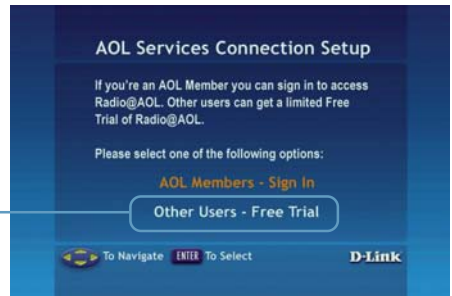 AOL Services Connection Setup
If you're an AOL Member you can sign in to access
Radio@AOL. Other users can get a limited Free
Trial of Radio@AOL.
Please select one of the following options:
AOL Members - Sign In
Other Users - Free Trial
To Navigate ENTER To Select
D-Link